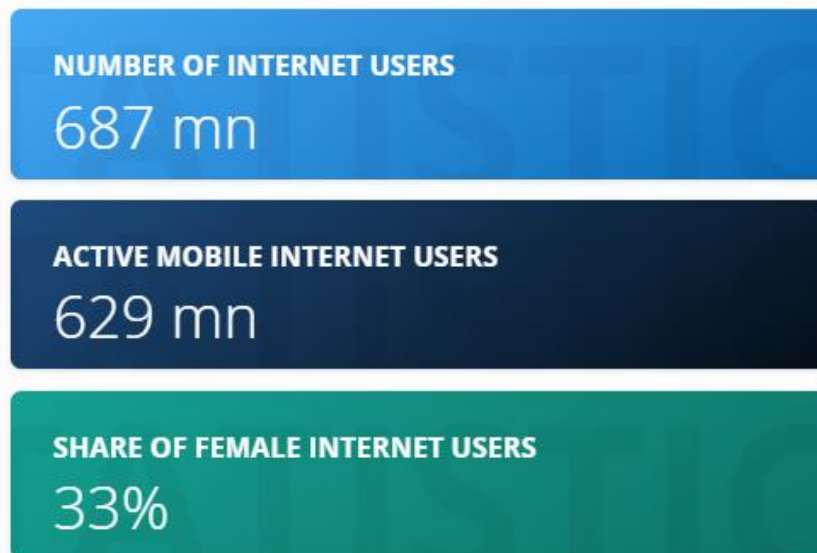 NUMBER OF INTERNET USERS
687 mn
ACTIVE MOBILE INTERNET USERS
629 mn
SHARE OF FEMALE INTERNET USERS
33%